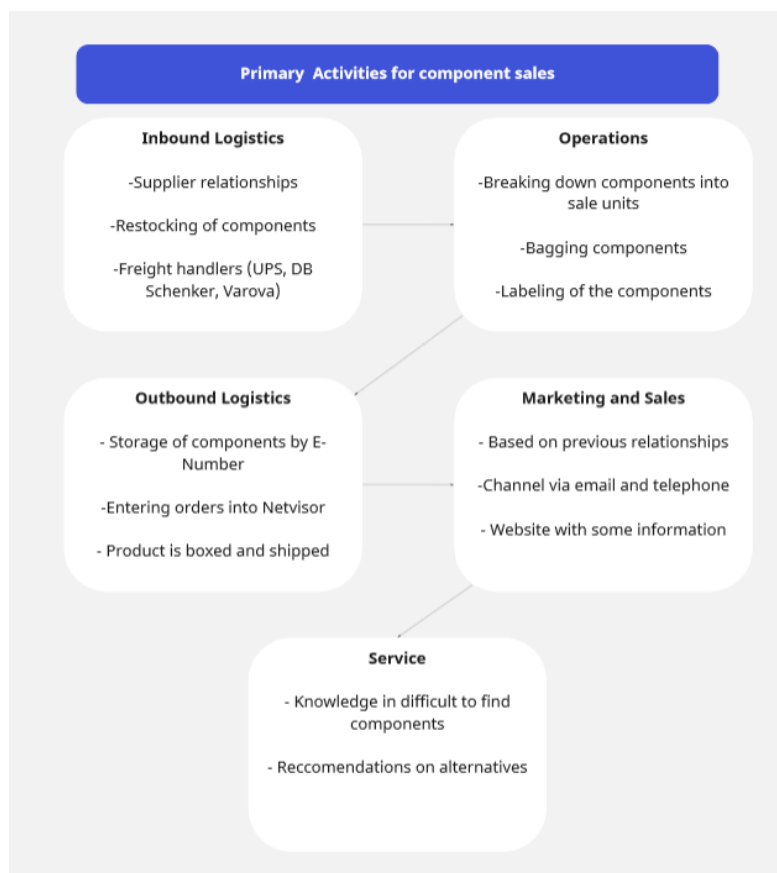 Primary Activities for component sales
Inbound Logistics
-Supplier relationships
-Restocking of components
-Freight handlers (UPS, DB
Schenker, Varova)
Operations
-Breaking down components into
sale units
-Bagging components
-Labeling of the components
Outbound Logistics
- Storage of components by E-
Number
-Entering orders into Netvisor
- Product is boxed and shipped
Marketing and Sales
- Based on previous relationships
-Channel via email and telephone
- Website with some information
Service
- Knowledge in difficult to find
components
- Reccomendations on alternatives